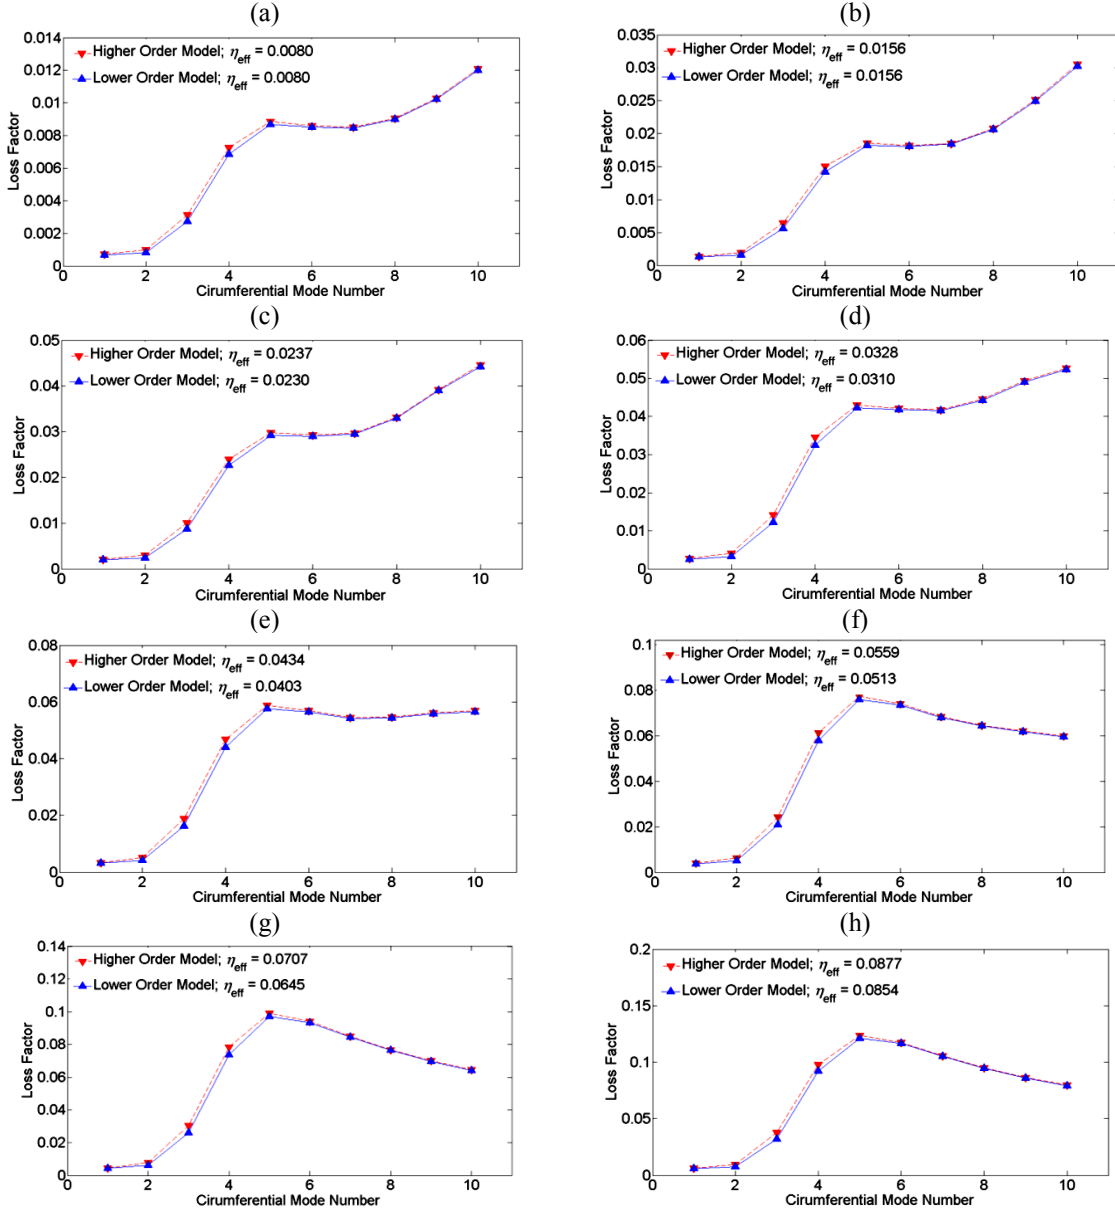 (a)
0.014
0.012
0.01
0.008
0.006
0.004
0.002
0
Loss Factor
Higher Order Model; ηeff = 0.0080
Lower Order Model; ηeff = 0.0080
0 2 4 6 8 10
Cirumferential Mode Number
(b)
0.035
0.03
0.025
0.02
0.015
0.01
0.005
0
Loss Factor
Higher Order Model; ηeff = 0.0156
Lower Order Model; ηeff = 0.0156
0 2 4 6 8 10
Cirumferential Mode Number
(c)
0.05
0.04
0.03
0.02
0.01
0
Loss Factor
Higher Order Model; ηeff = 0.0237
Lower Order Model; ηeff = 0.0230
0 2 4 6 8 10
Cirumferential Mode Number
(d)
0.06
0.05
0.04
0.03
0.02
0.01
0
Loss Factor
Higher Order Model; ηeff = 0.0328
Lower Order Model; ηeff = 0.0310
0 2 4 6 8 10
Cirumferential Mode Number
(e)
0.08
0.06
0.04
0.02
0
Loss Factor
Higher Order Model; ηeff = 0.0434
Lower Order Model; ηeff = 0.0403
0 2 4 6 8 10
Cirumferential Mode Number
(f)
0.1
0.08
0.06
0.04
0.02
0
Loss Factor
Higher Order Model; ηeff = 0.0559
Lower Order Model; ηeff = 0.0513
0 2 4 6 8 10
Cirumferential Mode Number
(g)
0.14
0.12
0.1
0.08
0.06
0.04
0.02
0
Loss Factor
Higher Order Model; ηeff = 0.0707
Lower Order Model; ηeff = 0.0645
0 2 4 6 8 10
Cirumferential Mode Number
(h)
0.2
0.15
0.1
0.05
0
Loss Factor
Higher Order Model; ηeff = 0.0877
Lower Order Model; ηeff = 0.0854
0 2 4 6 8 10
Cirumferential Mode Number